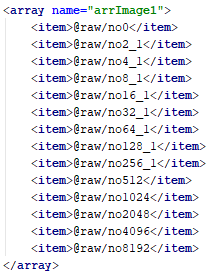 <array name="arrImage1">
<item>@raw/no0</item>
<item>@raw/no2_1</item>
<item>@raw/no4_1</item>
<item>@raw/no8_1</item>
<item>@raw/no16_1</item>
<item>@raw/no32_1</item>
<item>@raw/no64_1</item>
<item>@raw/no128_1</item>
<item>@raw/no256_1</item>
<item>@raw/no512</item>
<item>@raw/no1024</item>
<item>@raw/no2048</item>
<item>@raw/no4096</item>
<item>@raw/no8192</item>
</array>